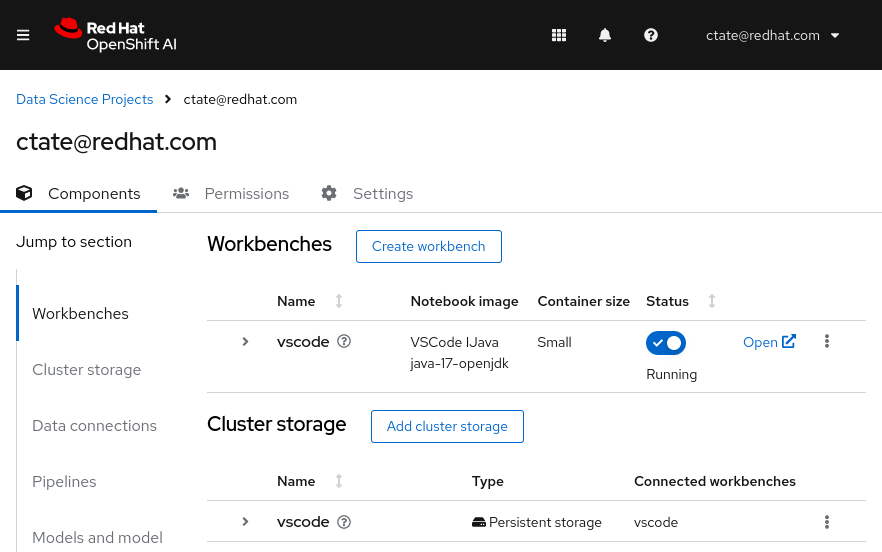 Red Hat
OpenShift AI
ctate@redhat.com
Data Science Projects > ctate@redhat.com
ctate@redhat.com
Components Permissions Settings
Jump to section
Workbenches
Cluster storage
Data connections
Pipelines
Models and model
Workbenches Create workbench
Name Notebook image Container size Status
vscode VSCode IJava Small Open
java-17-openjdk
Running
Cluster storage Add cluster storage
Name Type Connected workbenches
vscode Persistent storage vscode